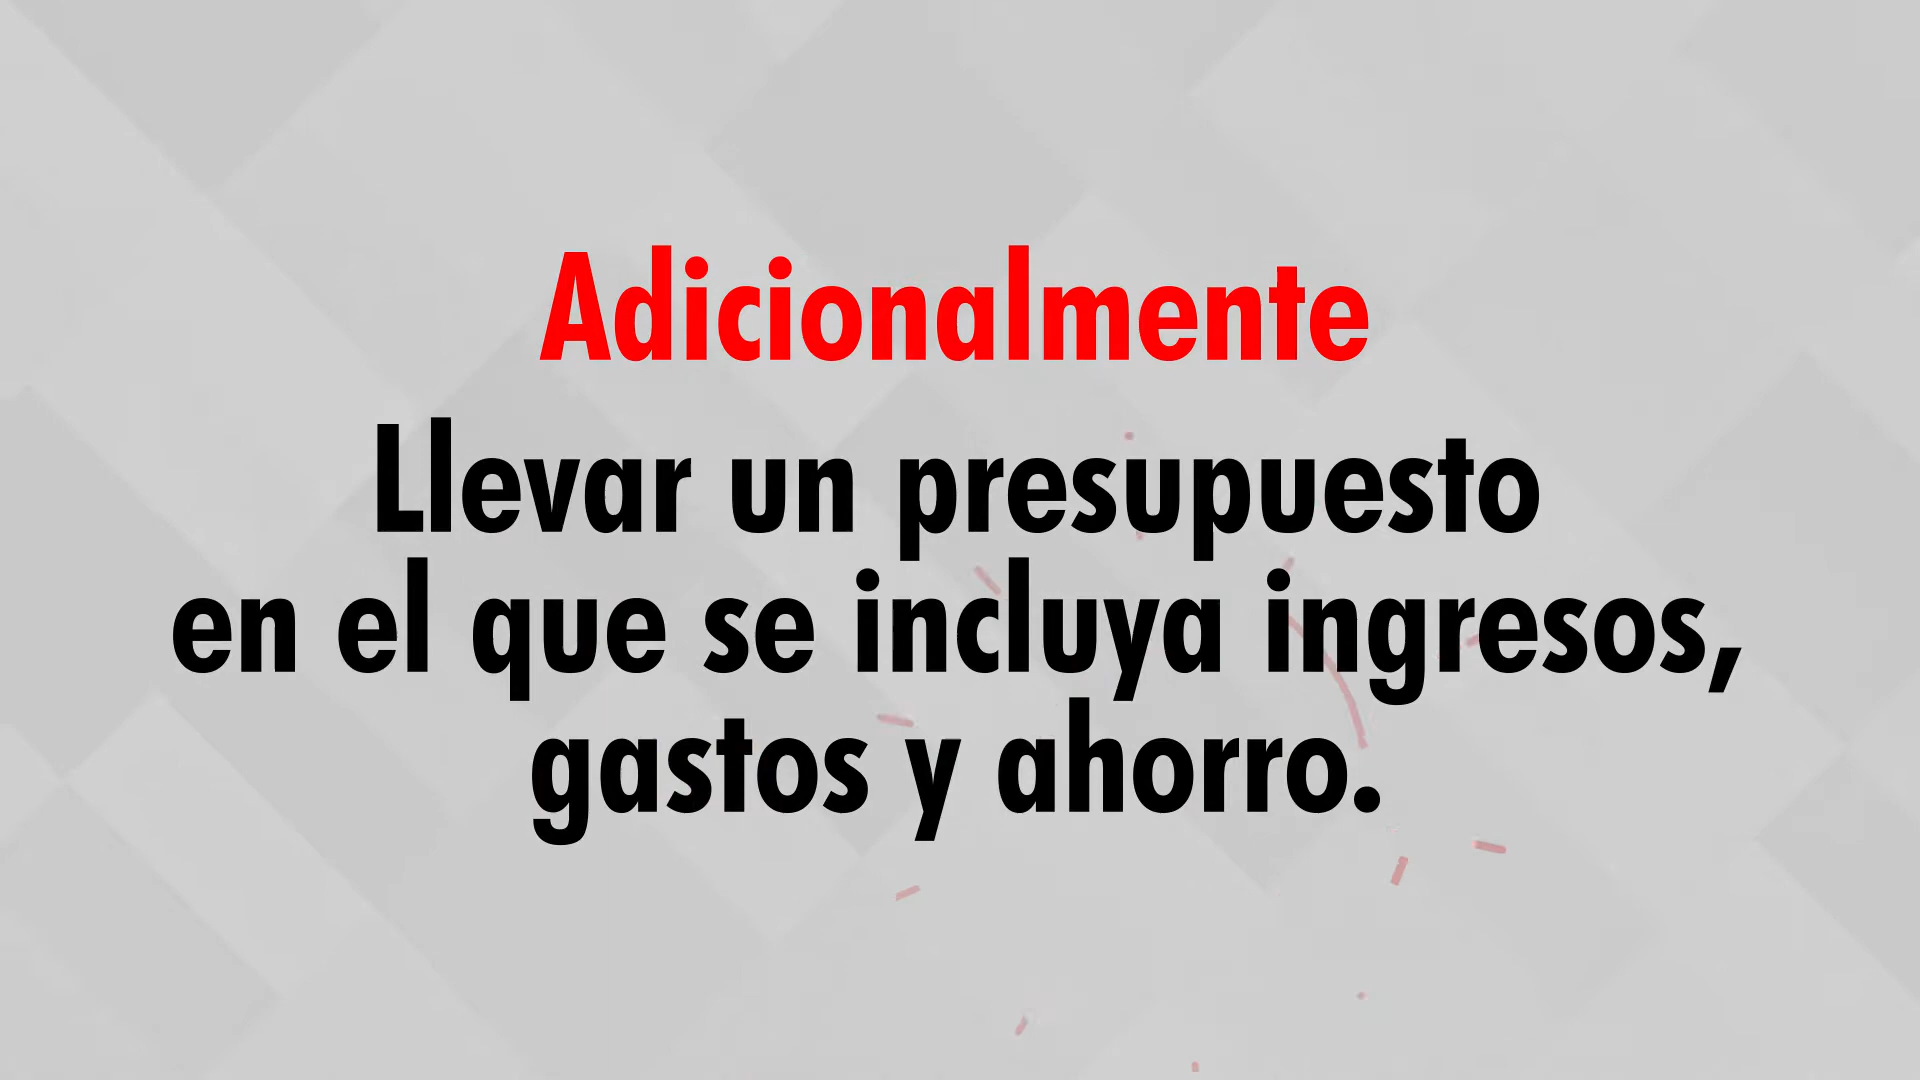 Adicionalmente
Llevar un presupuesto
en el que se incluya ingresos,
gastos y ahorro.